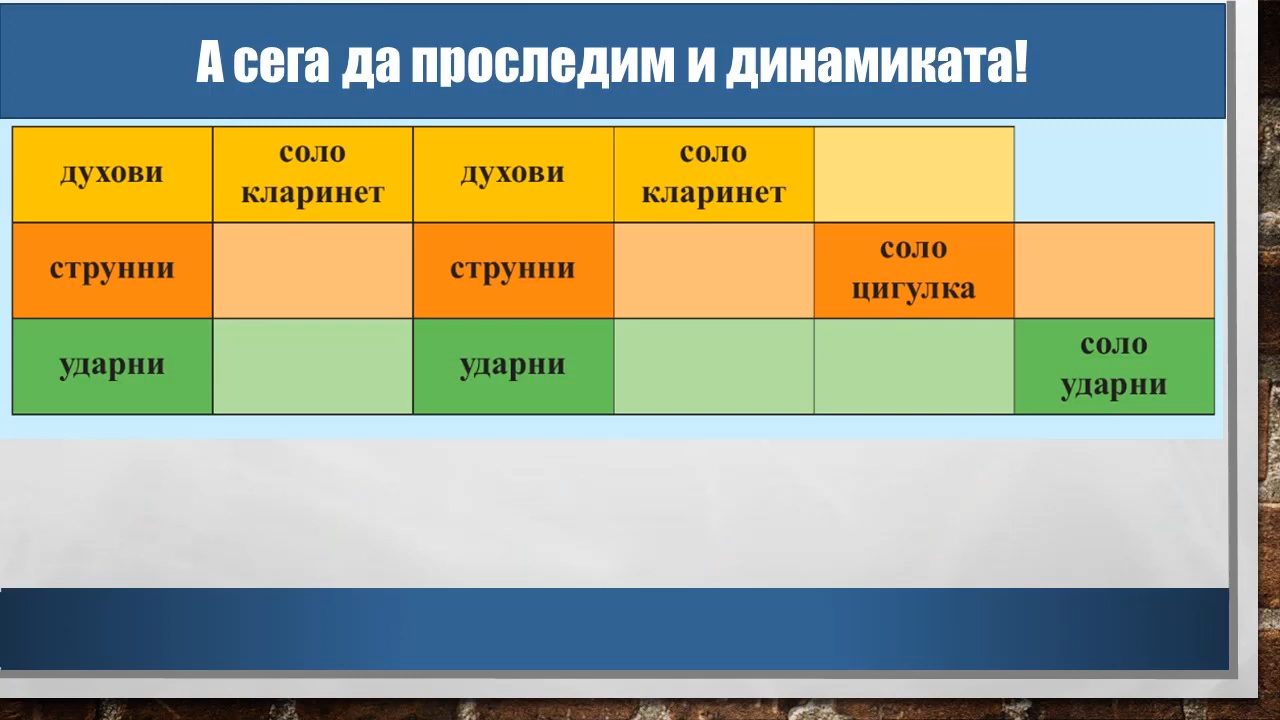 А сега да проследим и динамиката!
духови
соло
кларинет
духови
соло
кларинет
струнни
струнни
соло
цигулка
ударни
ударни
соло
ударни